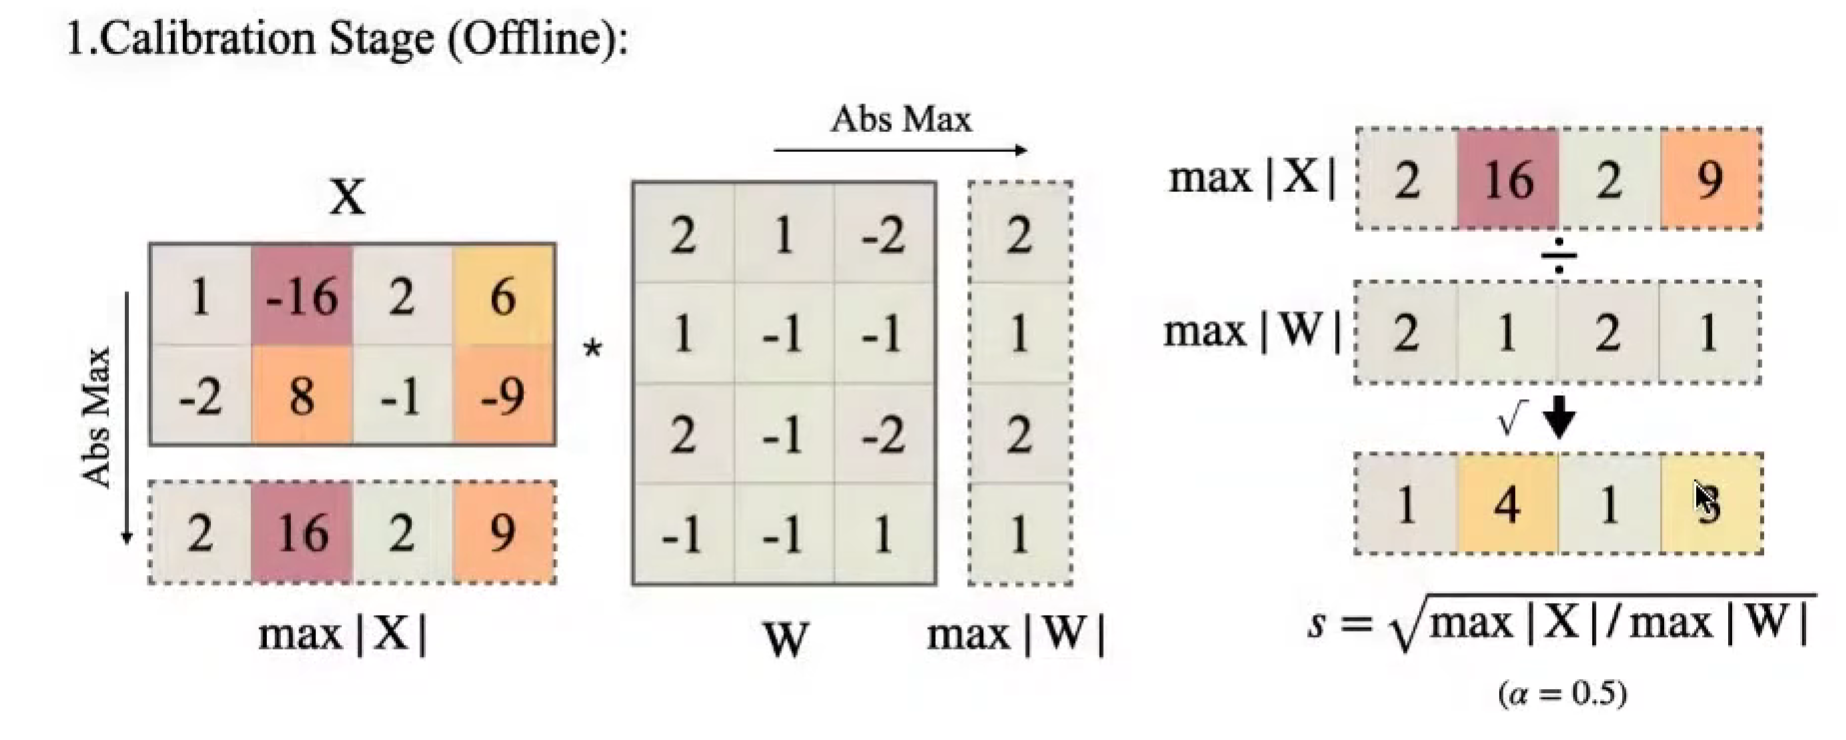 1.Calibration Stage (Offline):
Abs Max
X
1 -16 2 6
-2 8 -1 -9
Abs Max
2 16 2 9
max |X|
*
2 1 -2
1 -1 -1
2 -1 -2
-1 -1 1
W
2
1
2
1
max |W|
max |X| 2 16 2 9
÷
max |W| 2 1 2 1
√
1 4 1 3
s = √max |X| / max |W|
(α = 0.5)